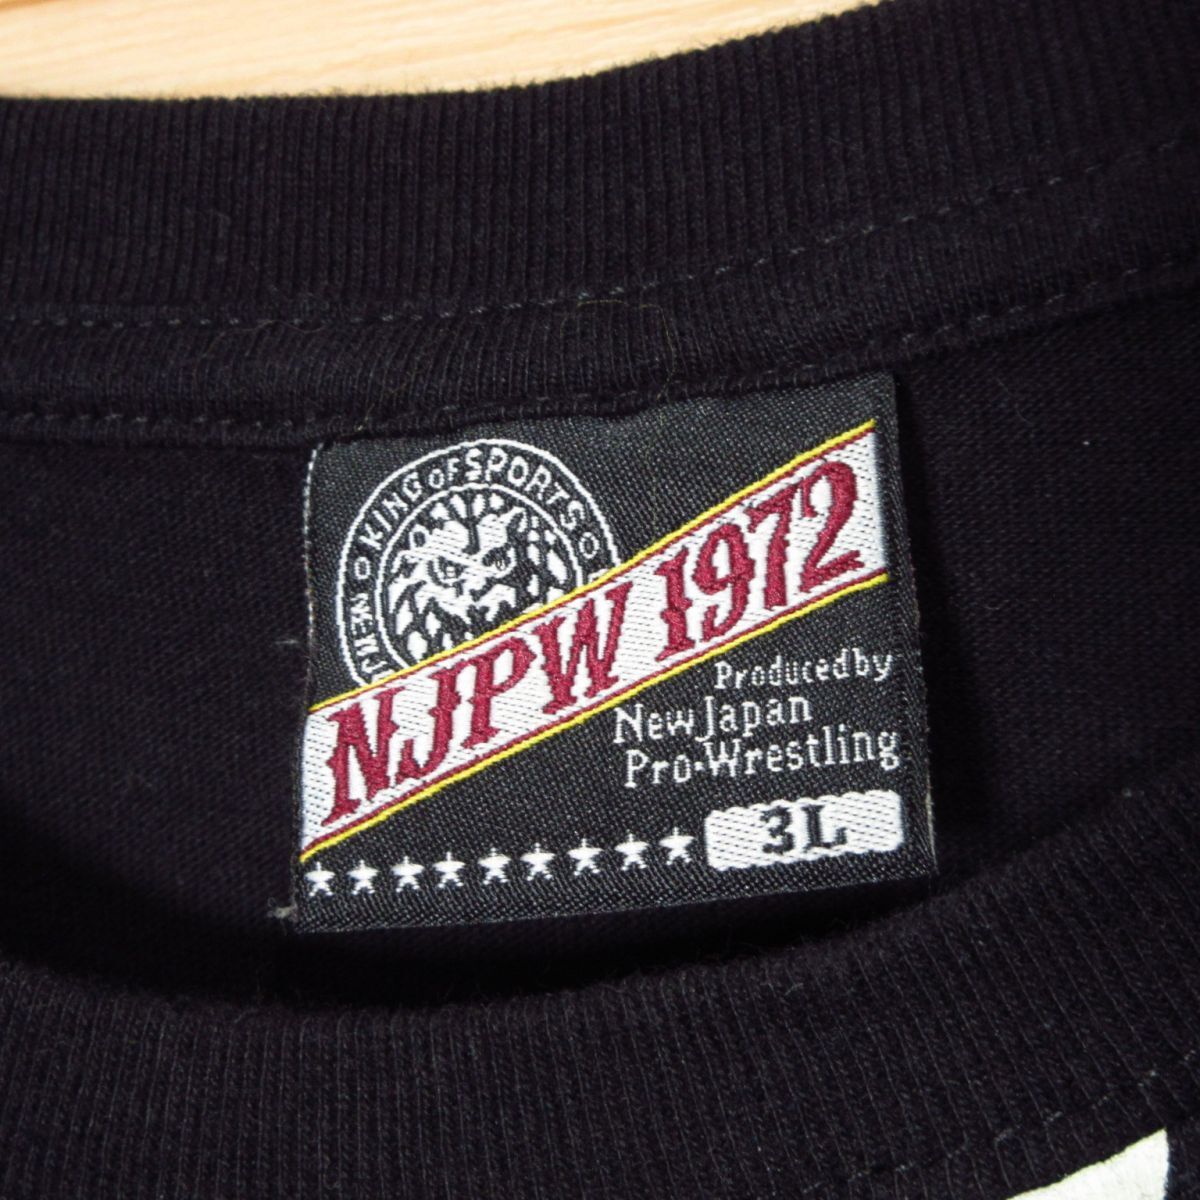 KING OF SPORTS
NEW J
NJPW 1972
Produced by
New Japan
Pro-Wrestling
3L